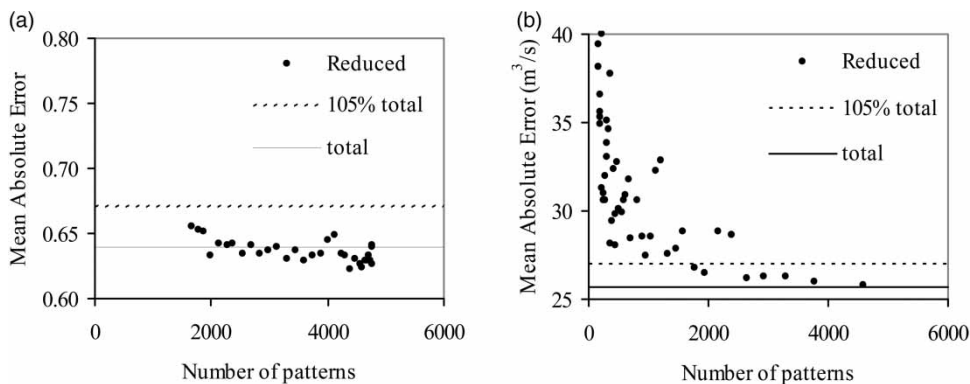 (a)
Mean Absolute Error
0.80
0.75
0.70
0.65
0.60
0
2000
4000
6000
Number of patterns
Reduced
105% total
total
(b)
Mean Absolute Error (m³/s)
40
35
30
25
0
2000
4000
6000
Number of patterns
Reduced
105% total
total